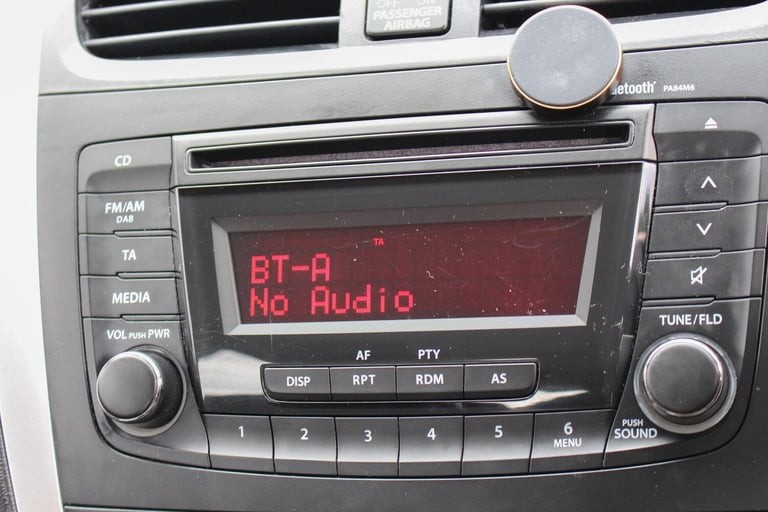 OFF ON
PASSENGER
AIRBAG
PA84M6
CD
FM/AM
DAB
TA
MEDIA
VOL PUSH PWR
TA
BT-A
No Audio
TUNE/FLD
AF PTY
DISP RPT RDM AS
1 2 3 4 5 6
MENU
PUSH
SOUND